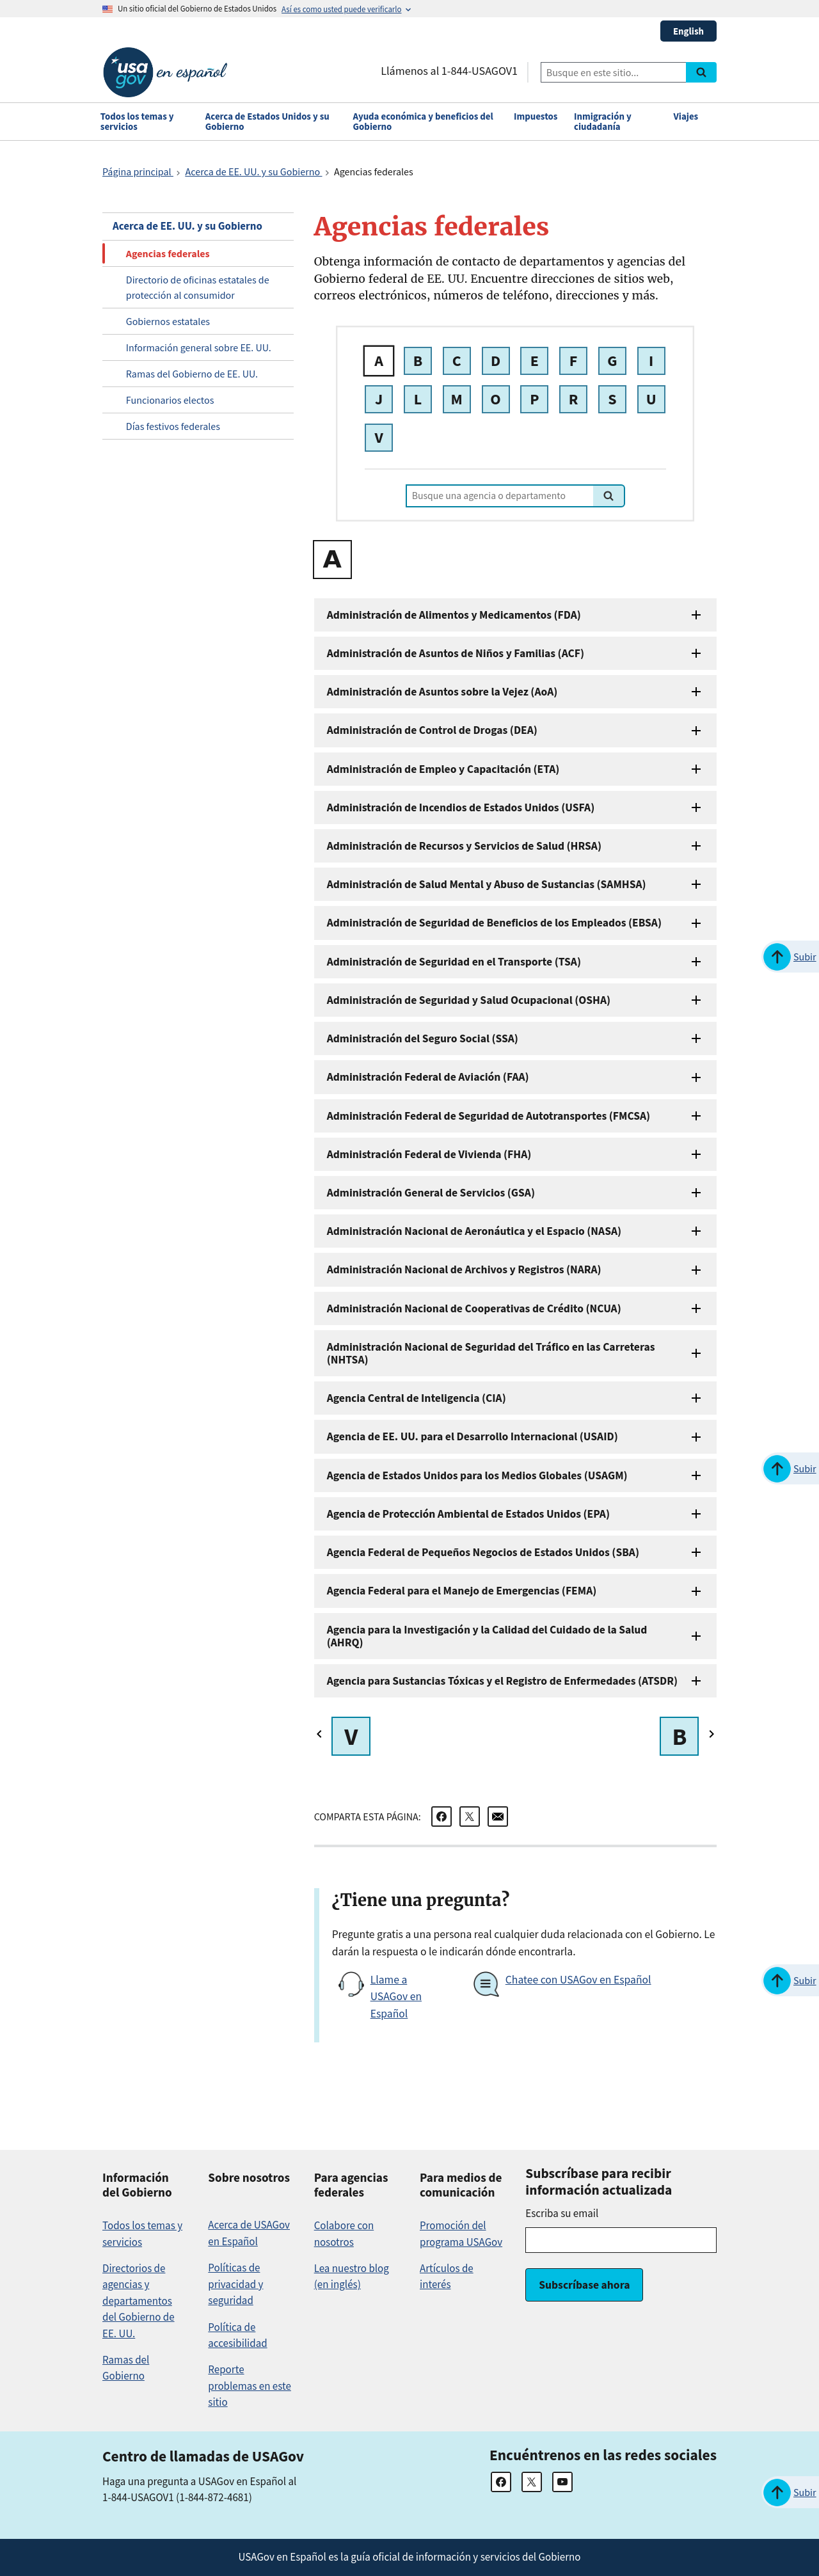 Un sitio oficial del Gobierno de Estados Unidos Así es como usted puede verificarlo
English
usa gov en español
Llámenos al 1-844-USAGOV1
Busque en este sitio...
Todos los temas y servicios
Acerca de Estados Unidos y su Gobierno
Ayuda económica y beneficios del Gobierno
Impuestos
Inmigración y ciudadanía
Viajes
Página principal > Acerca de EE. UU. y su Gobierno > Agencias federales
Acerca de EE. UU. y su Gobierno
Agencias federales
Directorio de oficinas estatales de
protección al consumidor
Gobiernos estatales
Información general sobre EE. UU.
Ramas del Gobierno de EE. UU.
Funcionarios electos
Días festivos federales
Agencias federales
Obtenga información de contacto de departamentos y agencias del
Gobierno federal de EE. UU. Encuentre direcciones de sitios web,
correos electrónicos, números de teléfono, direcciones y más.
A B C D E F G I
J L M O P R S U
V
Busque una agencia o departamento
A
Administración de Alimentos y Medicamentos (FDA)
Administración de Asuntos de Niños y Familias (ACF)
Administración de Asuntos sobre la Vejez (AoA)
Administración de Control de Drogas (DEA)
Administración de Empleo y Capacitación (ETA)
Administración de Incendios de Estados Unidos (USFA)
Administración de Recursos y Servicios de Salud (HRSA)
Administración de Salud Mental y Abuso de Sustancias (SAMHSA)
Administración de Seguridad de Beneficios de los Empleados (EBSA)
Administración de Seguridad en el Transporte (TSA)
Subir
Administración de Seguridad y Salud Ocupacional (OSHA)
Administración del Seguro Social (SSA)
Administración Federal de Aviación (FAA)
Administración Federal de Seguridad de Autotransportes (FMCSA)
Administración Federal de Vivienda (FHA)
Administración General de Servicios (GSA)
Administración Nacional de Aeronáutica y el Espacio (NASA)
Administración Nacional de Archivos y Registros (NARA)
Administración Nacional de Cooperativas de Crédito (NCUA)
Administración Nacional de Seguridad del Tráfico en las Carreteras
(NHTSA)
Agencia Central de Inteligencia (CIA)
Agencia de EE. UU. para el Desarrollo Internacional (USAID)
Subir
Agencia de Estados Unidos para los Medios Globales (USAGM)
Agencia de Protección Ambiental de Estados Unidos (EPA)
Agencia Federal de Pequeños Negocios de Estados Unidos (SBA)
Agencia Federal para el Manejo de Emergencias (FEMA)
Agencia para la Investigación y la Calidad del Cuidado de la Salud
(AHRQ)
Agencia para Sustancias Tóxicas y el Registro de Enfermedades (ATSDR)
V B
COMPARTA ESTA PÁGINA:
¿Tiene una pregunta?
Pregunte gratis a una persona real cualquier duda relacionada con el Gobierno. Le
darán la respuesta o le indicarán dónde encontrarla.
Llame a
USAGov en
Español
Chatee con USAGov en Español
Subir
Información
del Gobierno
Todos los temas y
servicios
Directorios de
agencias y
departamentos
del Gobierno de
EE. UU.
Ramas del
Gobierno
Sobre nosotros
Acerca de USAGov
en Español
Políticas de
privacidad y
seguridad
Política de
accesibilidad
Reporte
problemas en este
sitio
Para agencias
federales
Colabore con
nosotros
Lea nuestro blog
(en inglés)
Para medios de
comunicación
Promoción del
programa USAGov
Artículos de
interés
Subscríbase para recibir
información actualizada
Escriba su email
Subscríbase ahora
Centro de llamadas de USAGov
Haga una pregunta a USAGov en Español al
1-844-USAGOV1 (1-844-872-4681)
Encuéntrenos en las redes sociales
Subir
USAGov en Español es la guía oficial de información y servicios del Gobierno